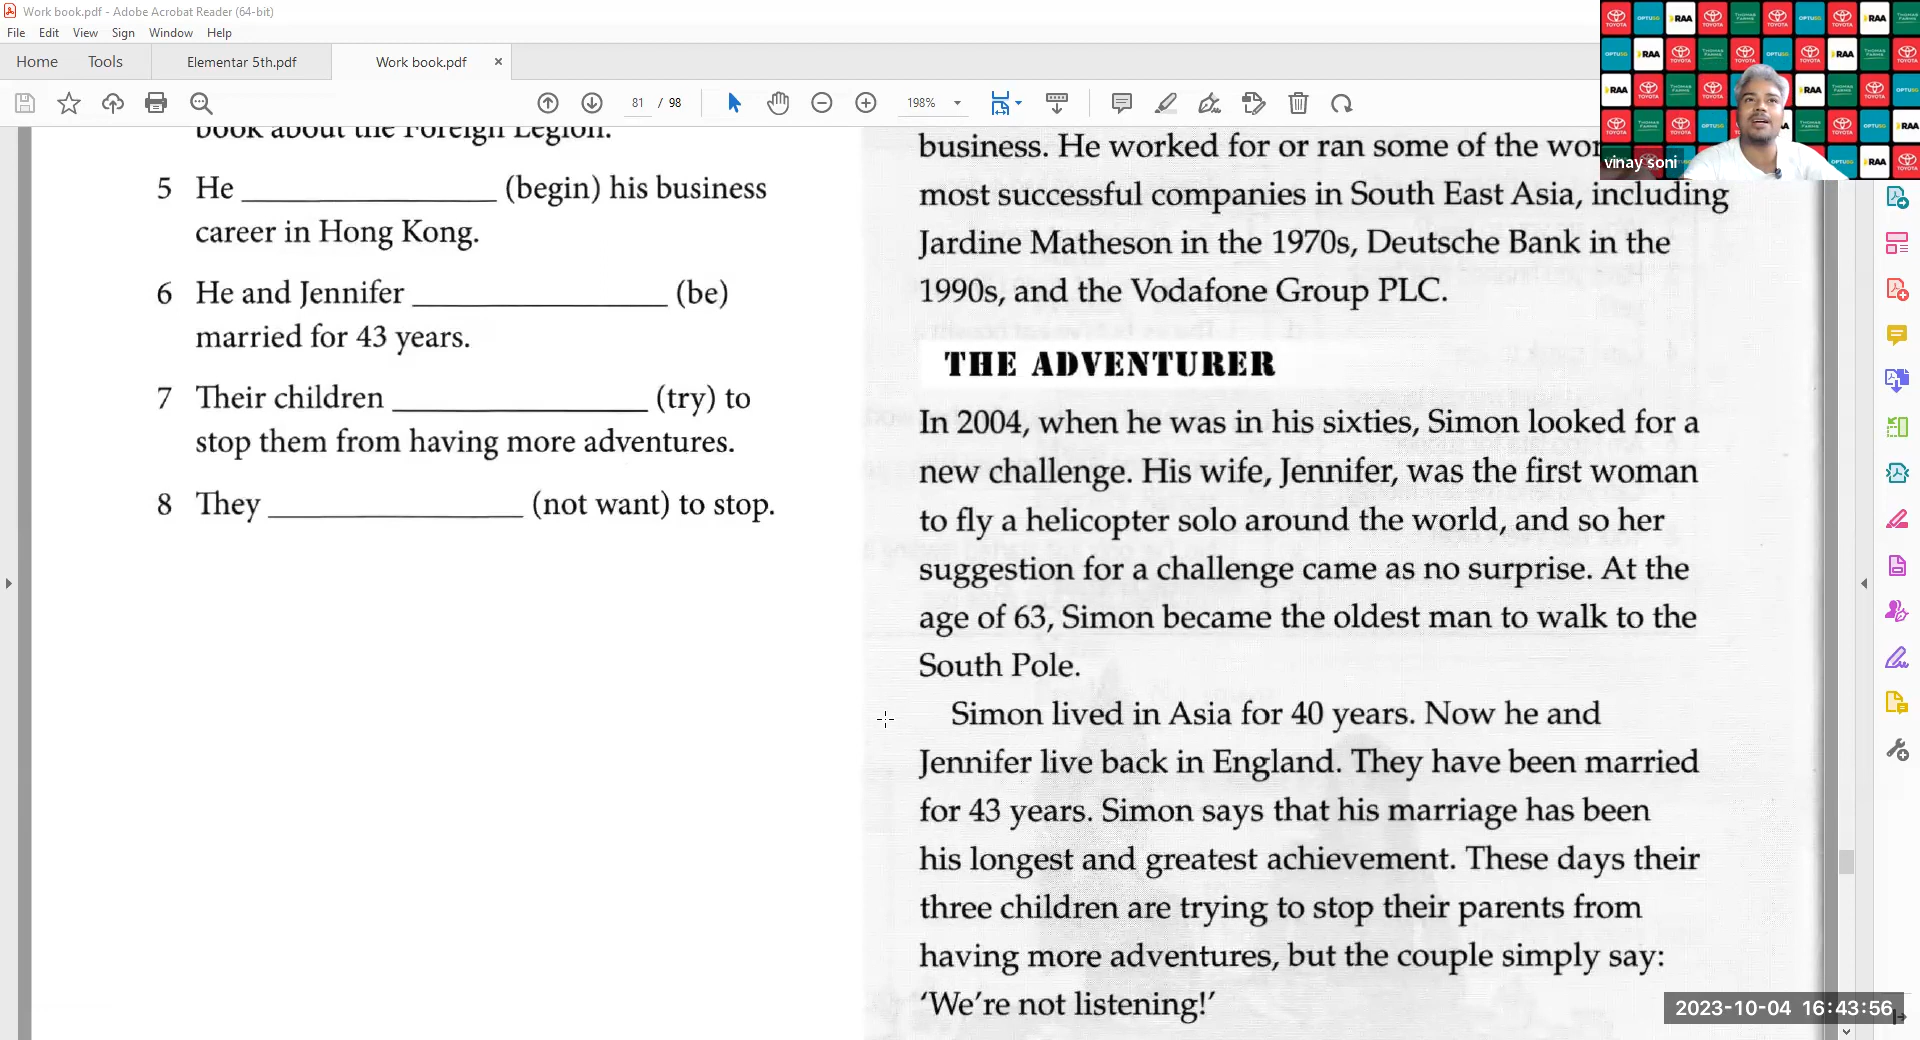 Work book.pdf - Adobe Acrobat Reader (64-bit)
File Edit View Sign Window Help
Home Tools Elementar 5th.pdf Work book.pdf ×
81 / 98 198%
vinay soni
book about the Foreign Legion.
5 He ________________ (begin) his business
career in Hong Kong.
6 He and Jennifer ________________ (be)
married for 43 years.
7 Their children ________________ (try) to
stop them from having more adventures.
8 They ________________ (not want) to stop.
business. He worked for or ran some of the
most successful companies in South East Asia, including
Jardine Matheson in the 1970s, Deutsche Bank in the
1990s, and the Vodafone Group PLC.
THE ADVENTURER
In 2004, when he was in his sixties, Simon looked for a
new challenge. His wife, Jennifer, was the first woman
to fly a helicopter solo around the world, and so her
suggestion for a challenge came as no surprise. At the
age of 63, Simon became the oldest man to walk to the
South Pole.
Simon lived in Asia for 40 years. Now he and
Jennifer live back in England. They have been married
for 43 years. Simon says that his marriage has been
his longest and greatest achievement. These days their
three children are trying to stop their parents from
having more adventures, but the couple simply say:
‘We’re not listening!’
2023-10-04 16:43:56